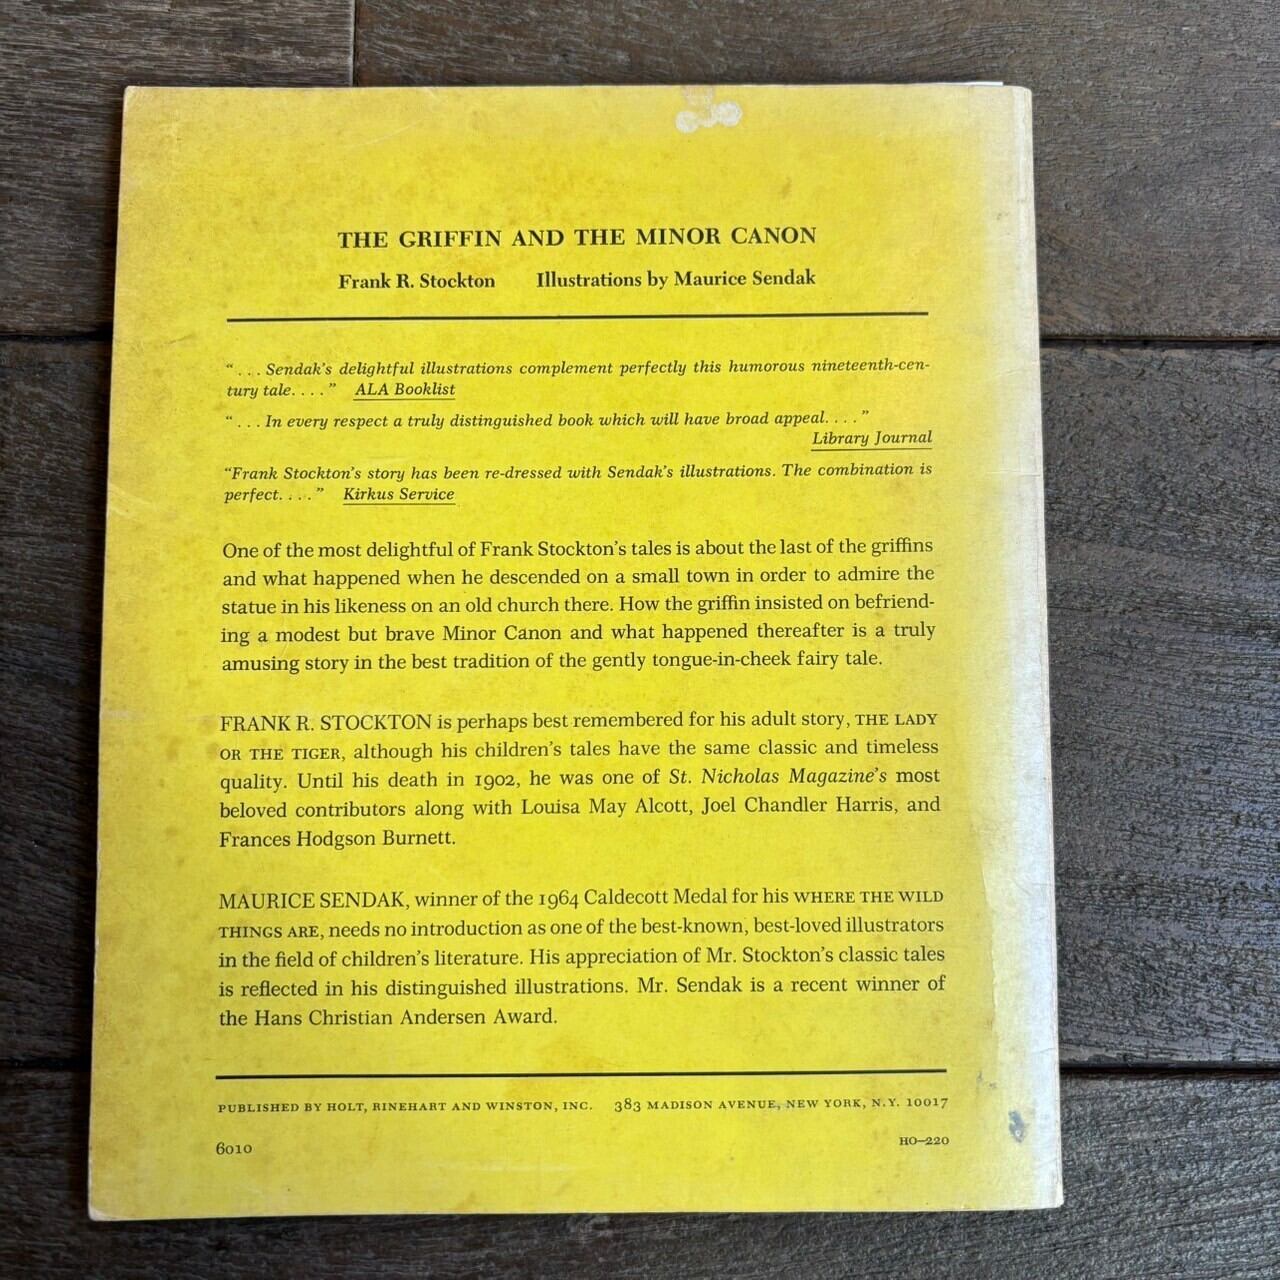 THE GRIFFIN AND THE MINOR CANON
Frank R. Stockton Illustrations by Maurice Sendak
“. . . Sendak’s delightful illustrations complement perfectly this humorous nineteenth-cen-
tury tale. . . .” ALA Booklist
“. . . In every respect a truly distinguished book which will have broad appeal. . . .”
Library Journal
“Frank Stockton’s story has been re-dressed with Sendak’s illustrations. The combination is
perfect. . . .” Kirkus Service
One of the most delightful of Frank Stockton’s tales is about the last of the griffins
and what happened when he descended on a small town in order to admire the
statue in his likeness on an old church there. How the griffin insisted on befriend-
ing a modest but brave Minor Canon and what happened thereafter is a truly
amusing story in the best tradition of the gently tongue-in-cheek fairy tale.
FRANK R. STOCKTON is perhaps best remembered for his adult story, THE LADY
OR THE TIGER, although his children’s tales have the same classic and timeless
quality. Until his death in 1902, he was one of St. Nicholas Magazine’s most
beloved contributors along with Louisa May Alcott, Joel Chandler Harris, and
Frances Hodgson Burnett.
MAURICE SENDAK, winner of the 1964 Caldecott Medal for his WHERE THE WILD
THINGS ARE, needs no introduction as one of the best-known, best-loved illustrators
in the field of children’s literature. His appreciation of Mr. Stockton’s classic tales
is reflected in his distinguished illustrations. Mr. Sendak is a recent winner of
the Hans Christian Andersen Award.
PUBLISHED BY HOLT, RINEHART AND WINSTON, INC. 383 MADISON AVENUE, NEW YORK, N.Y. 10017
6010 HO–220